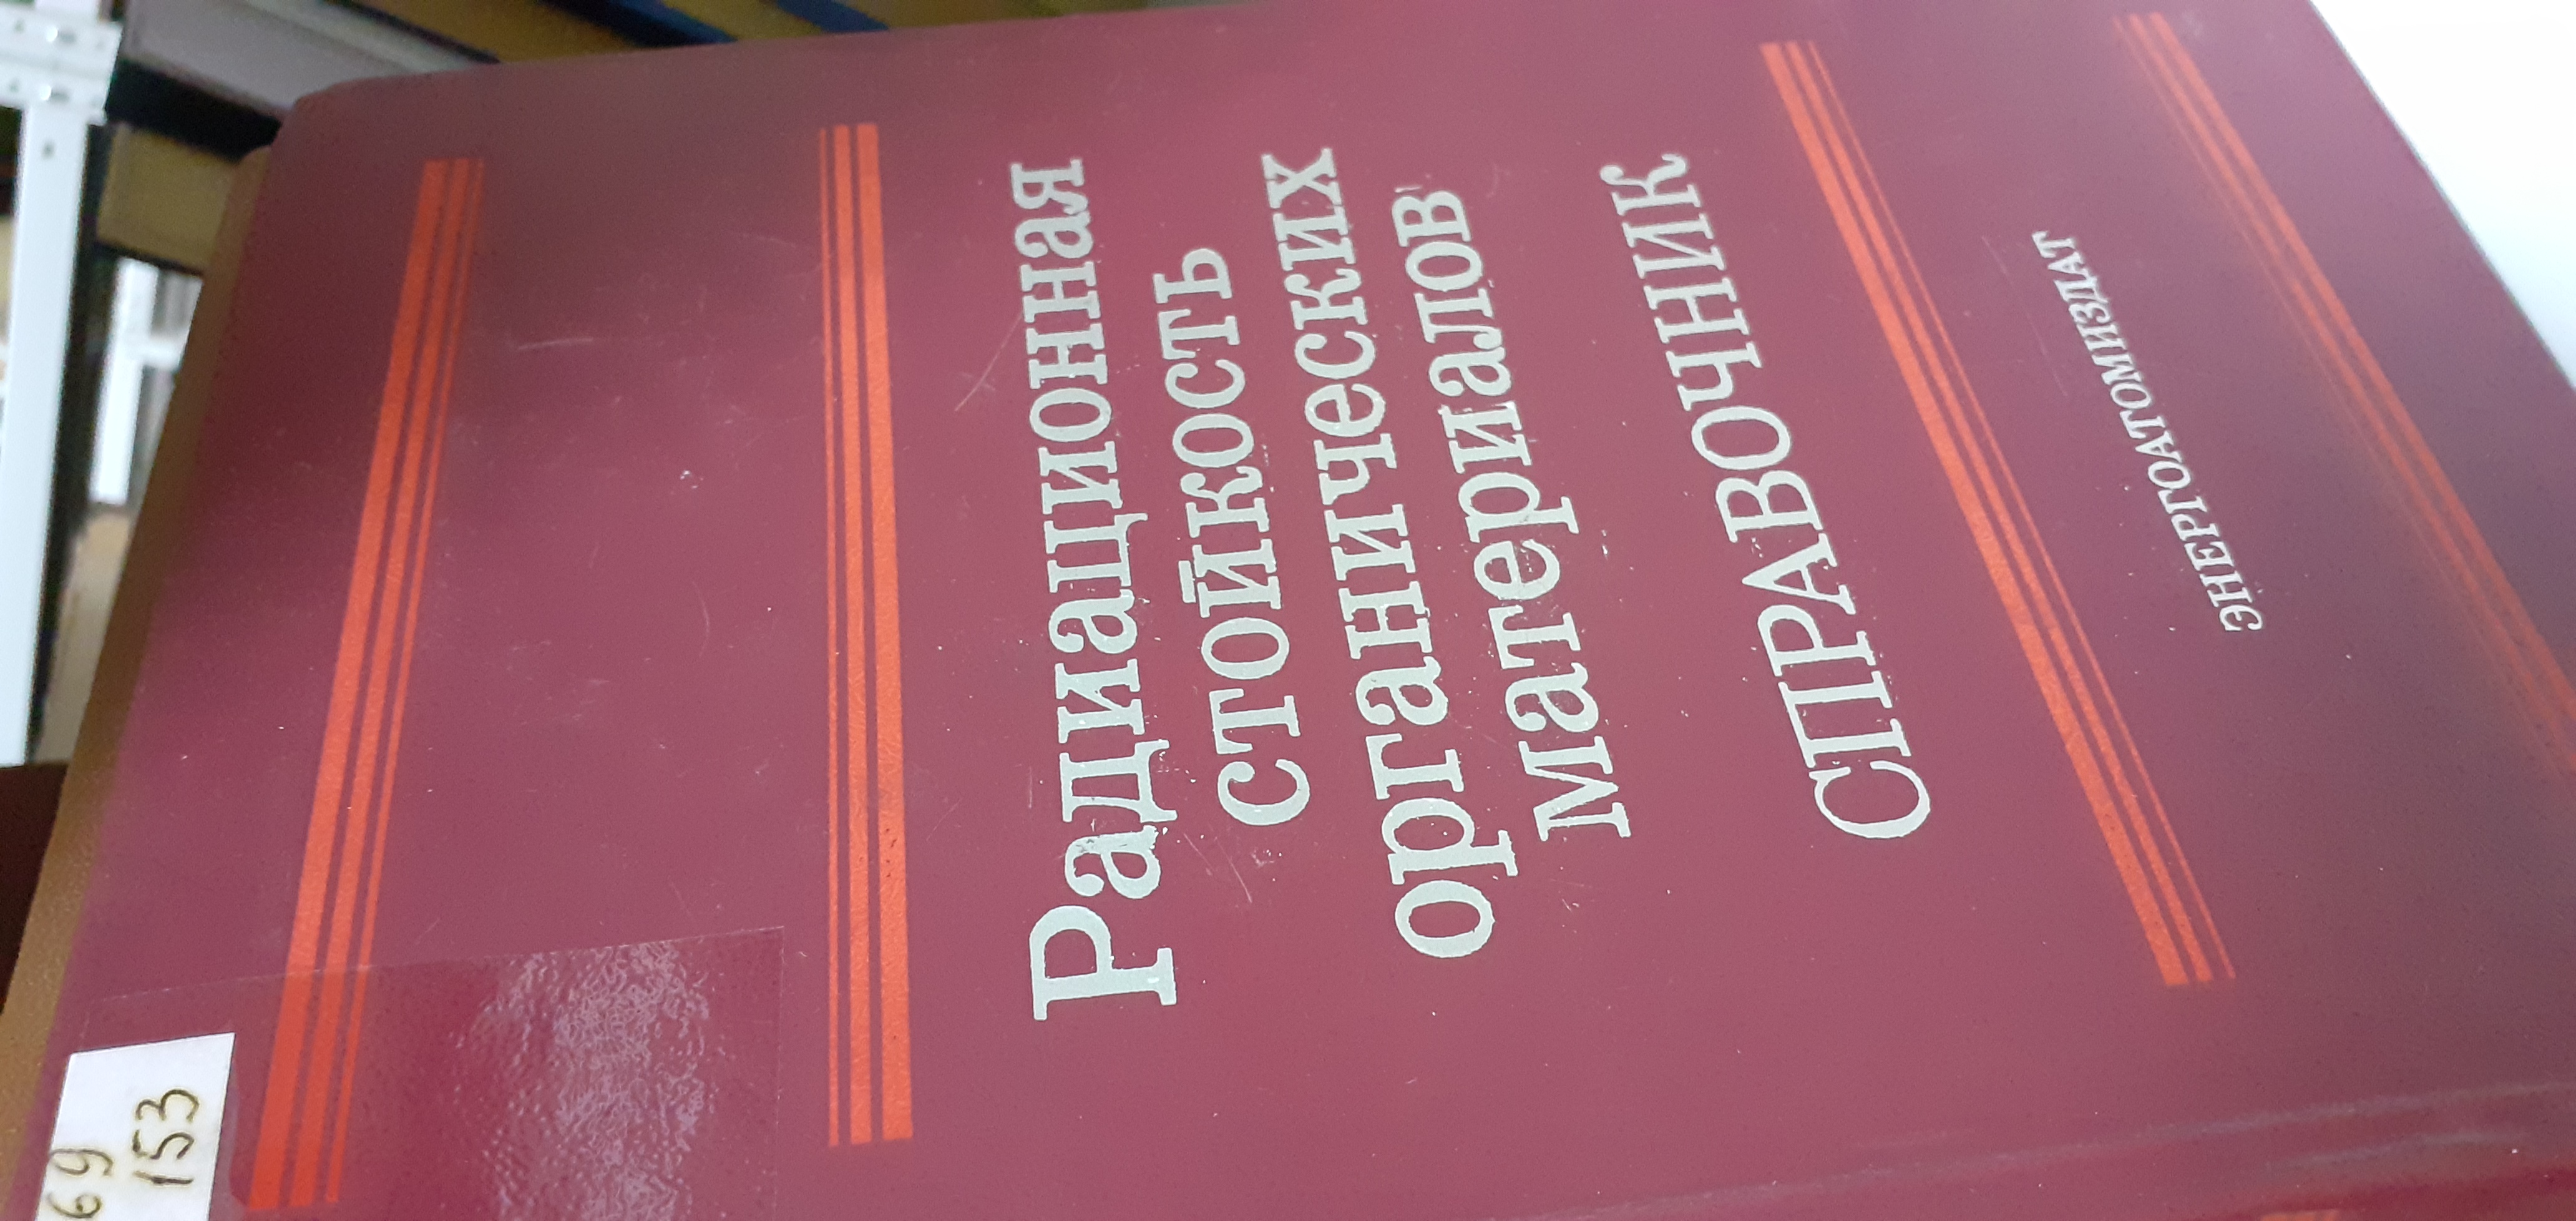 69
153
Радиационная
стойкость
органических
материалов
СПРАВОЧНИК
ЭНЕРГОАТОМИЗДАТ